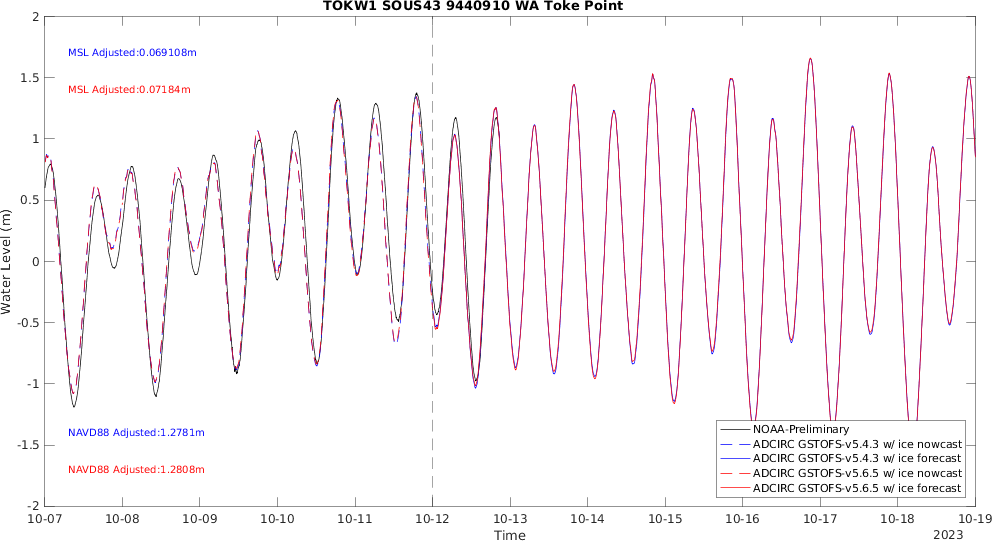 TOKW1 SOUS43 9440910 WA Toke Point
2
1.5
1
0.5
0
-0.5
-1
-1.5
-2
Water Level (m)
MSL Adjusted:0.069108m
MSL Adjusted:0.07184m
NAVD88 Adjusted:1.2781m
NAVD88 Adjusted:1.2808m
NOAA-Preliminary
ADCIRC GSTOFS-v5.4.3 w/ ice nowcast
ADCIRC GSTOFS-v5.4.3 w/ ice forecast
ADCIRC GSTOFS-v5.6.5 w/ ice nowcast
ADCIRC GSTOFS-v5.6.5 w/ ice forecast
10-07 10-08 10-09 10-10 10-11 10-12 10-13 10-14 10-15 10-16 10-17 10-18 10-19
Time
2023